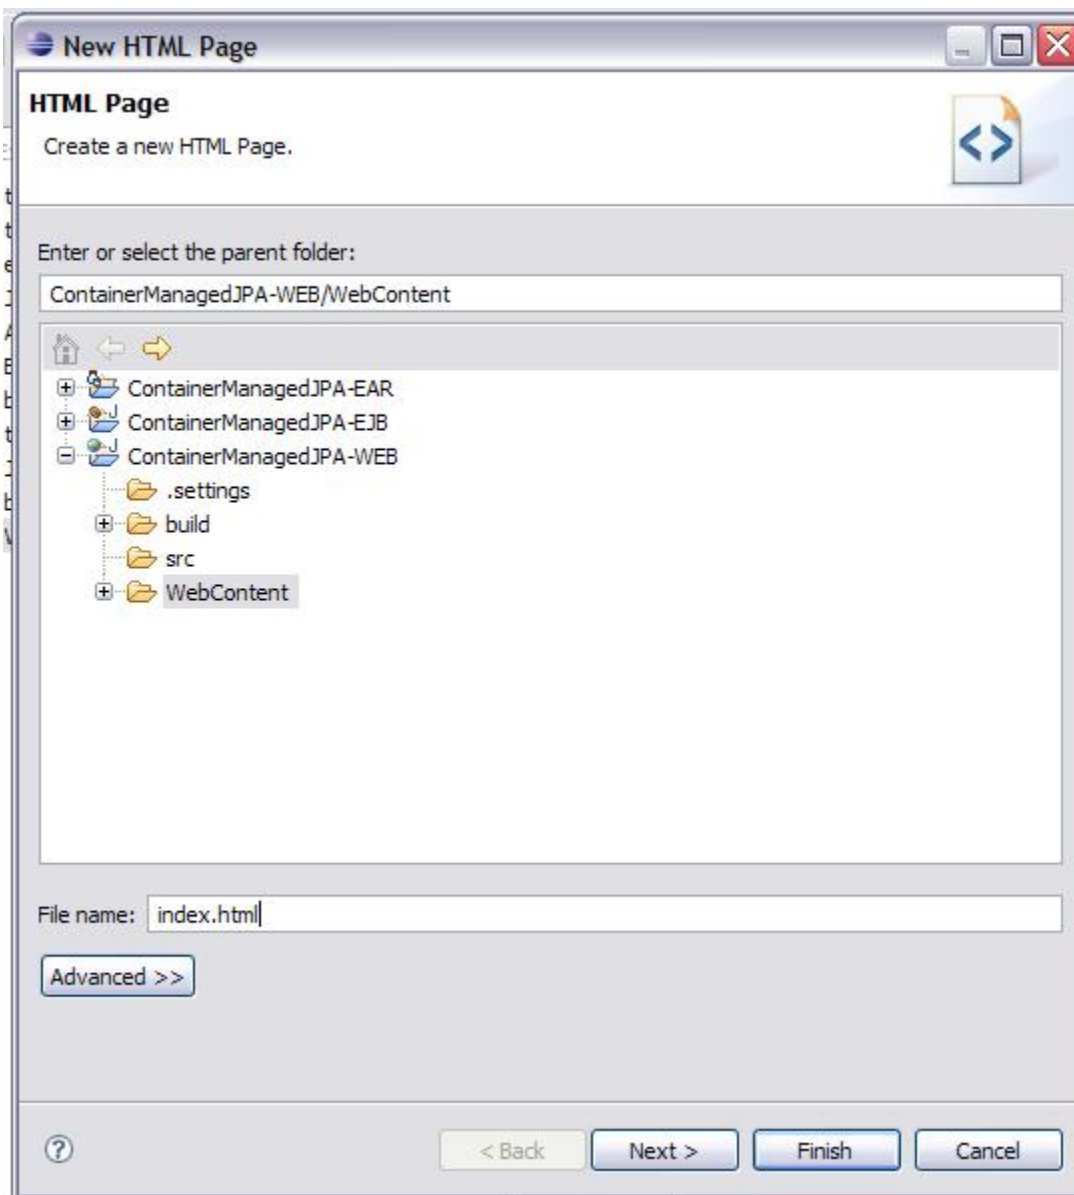 New HTML Page
HTML Page
Create a new HTML Page.
Enter or select the parent folder:
ContainerManagedJPA-WEB/WebContent
ContainerManagedJPA-EAR
ContainerManagedJPA-EJB
ContainerManagedJPA-WEB
.settings
build
src
WebContent
File name: index.html
Advanced >>
? < Back Next > Finish Cancel